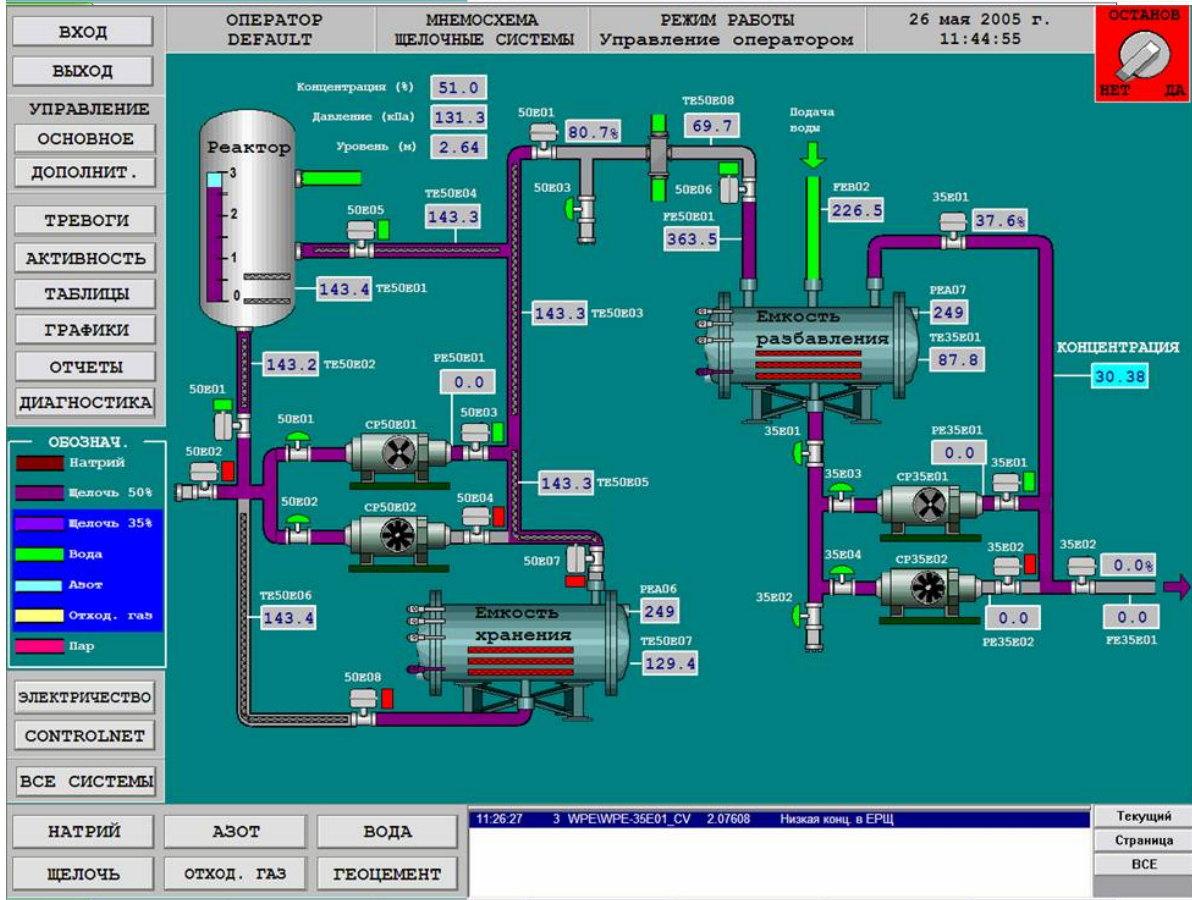 ВХОД
ВЫХОД
УПРАВЛЕНИЕ
ОСНОВНОЕ
ДОПОЛНИТ.
ТРЕВОГИ
АКТИВНОСТЬ
ТАБЛИЦЫ
ГРАФИКИ
ОТЧЕТЫ
ДИАГНОСТИКА
ОБОЗНАЧ.
Натрий
Щелочь 50%
Щелочь 35%
Вода
Азот
Отход. газ
Пар
ЭЛЕКТРИЧЕСТВО
CONTROLNET
ВСЕ СИСТЕМЫ
ОПЕРАТОР
DEFAULT
МНЕМОСХЕМА
ЩЕЛОЧНЫЕ СИСТЕМЫ
РЕЖИМ РАБОТЫ
Управление оператором
26 мая 2005 г.
11:44:55
ОСТАНОВ
НЕТ ДА
Концентрация (%) 51.0
Давление (кПа) 131.3
Уровень (м) 2.64
Реактор
3
2
1
0
50E05
TE50E04
143.3
143.4 TE50E01
143.2 TE50E02
50E01
80.7%
50E03
TE50E08
69.7
50E06
FE50E01
363.5
Подача
воды
FEB02
226.5
35E01
37.6%
143.3 TE50E03
PEA07
249
TE35E01
87.8
Емкость
разбавления
КОНЦЕНТРАЦИЯ
30.38
50E01
50E02
PE50E01
0.0
50E01
CP50E01
50E03
50E02
CP50E02
50E04
143.3 TE50E05
50E07
35E01
35E03
CP35E01
PE35E01
0.0
35E01
35E04
CP35E02
35E02
35E02
0.0%
35E02
0.0
PE35E02
0.0
FE35E01
TE50E06
143.4
Емкость
хранения
PEA06
249
TE50E07
129.4
50E08
НАТРИЙ
АЗОТ
ВОДА
ЩЕЛОЧЬ
ОТХОД. ГАЗ
ГЕОЦЕМЕНТ
11:26:27 3 WPE\WPE-35E01_CV 2.07608 Низкая конц. в ЕРЩ
Текущий
Страница
ВСЕ